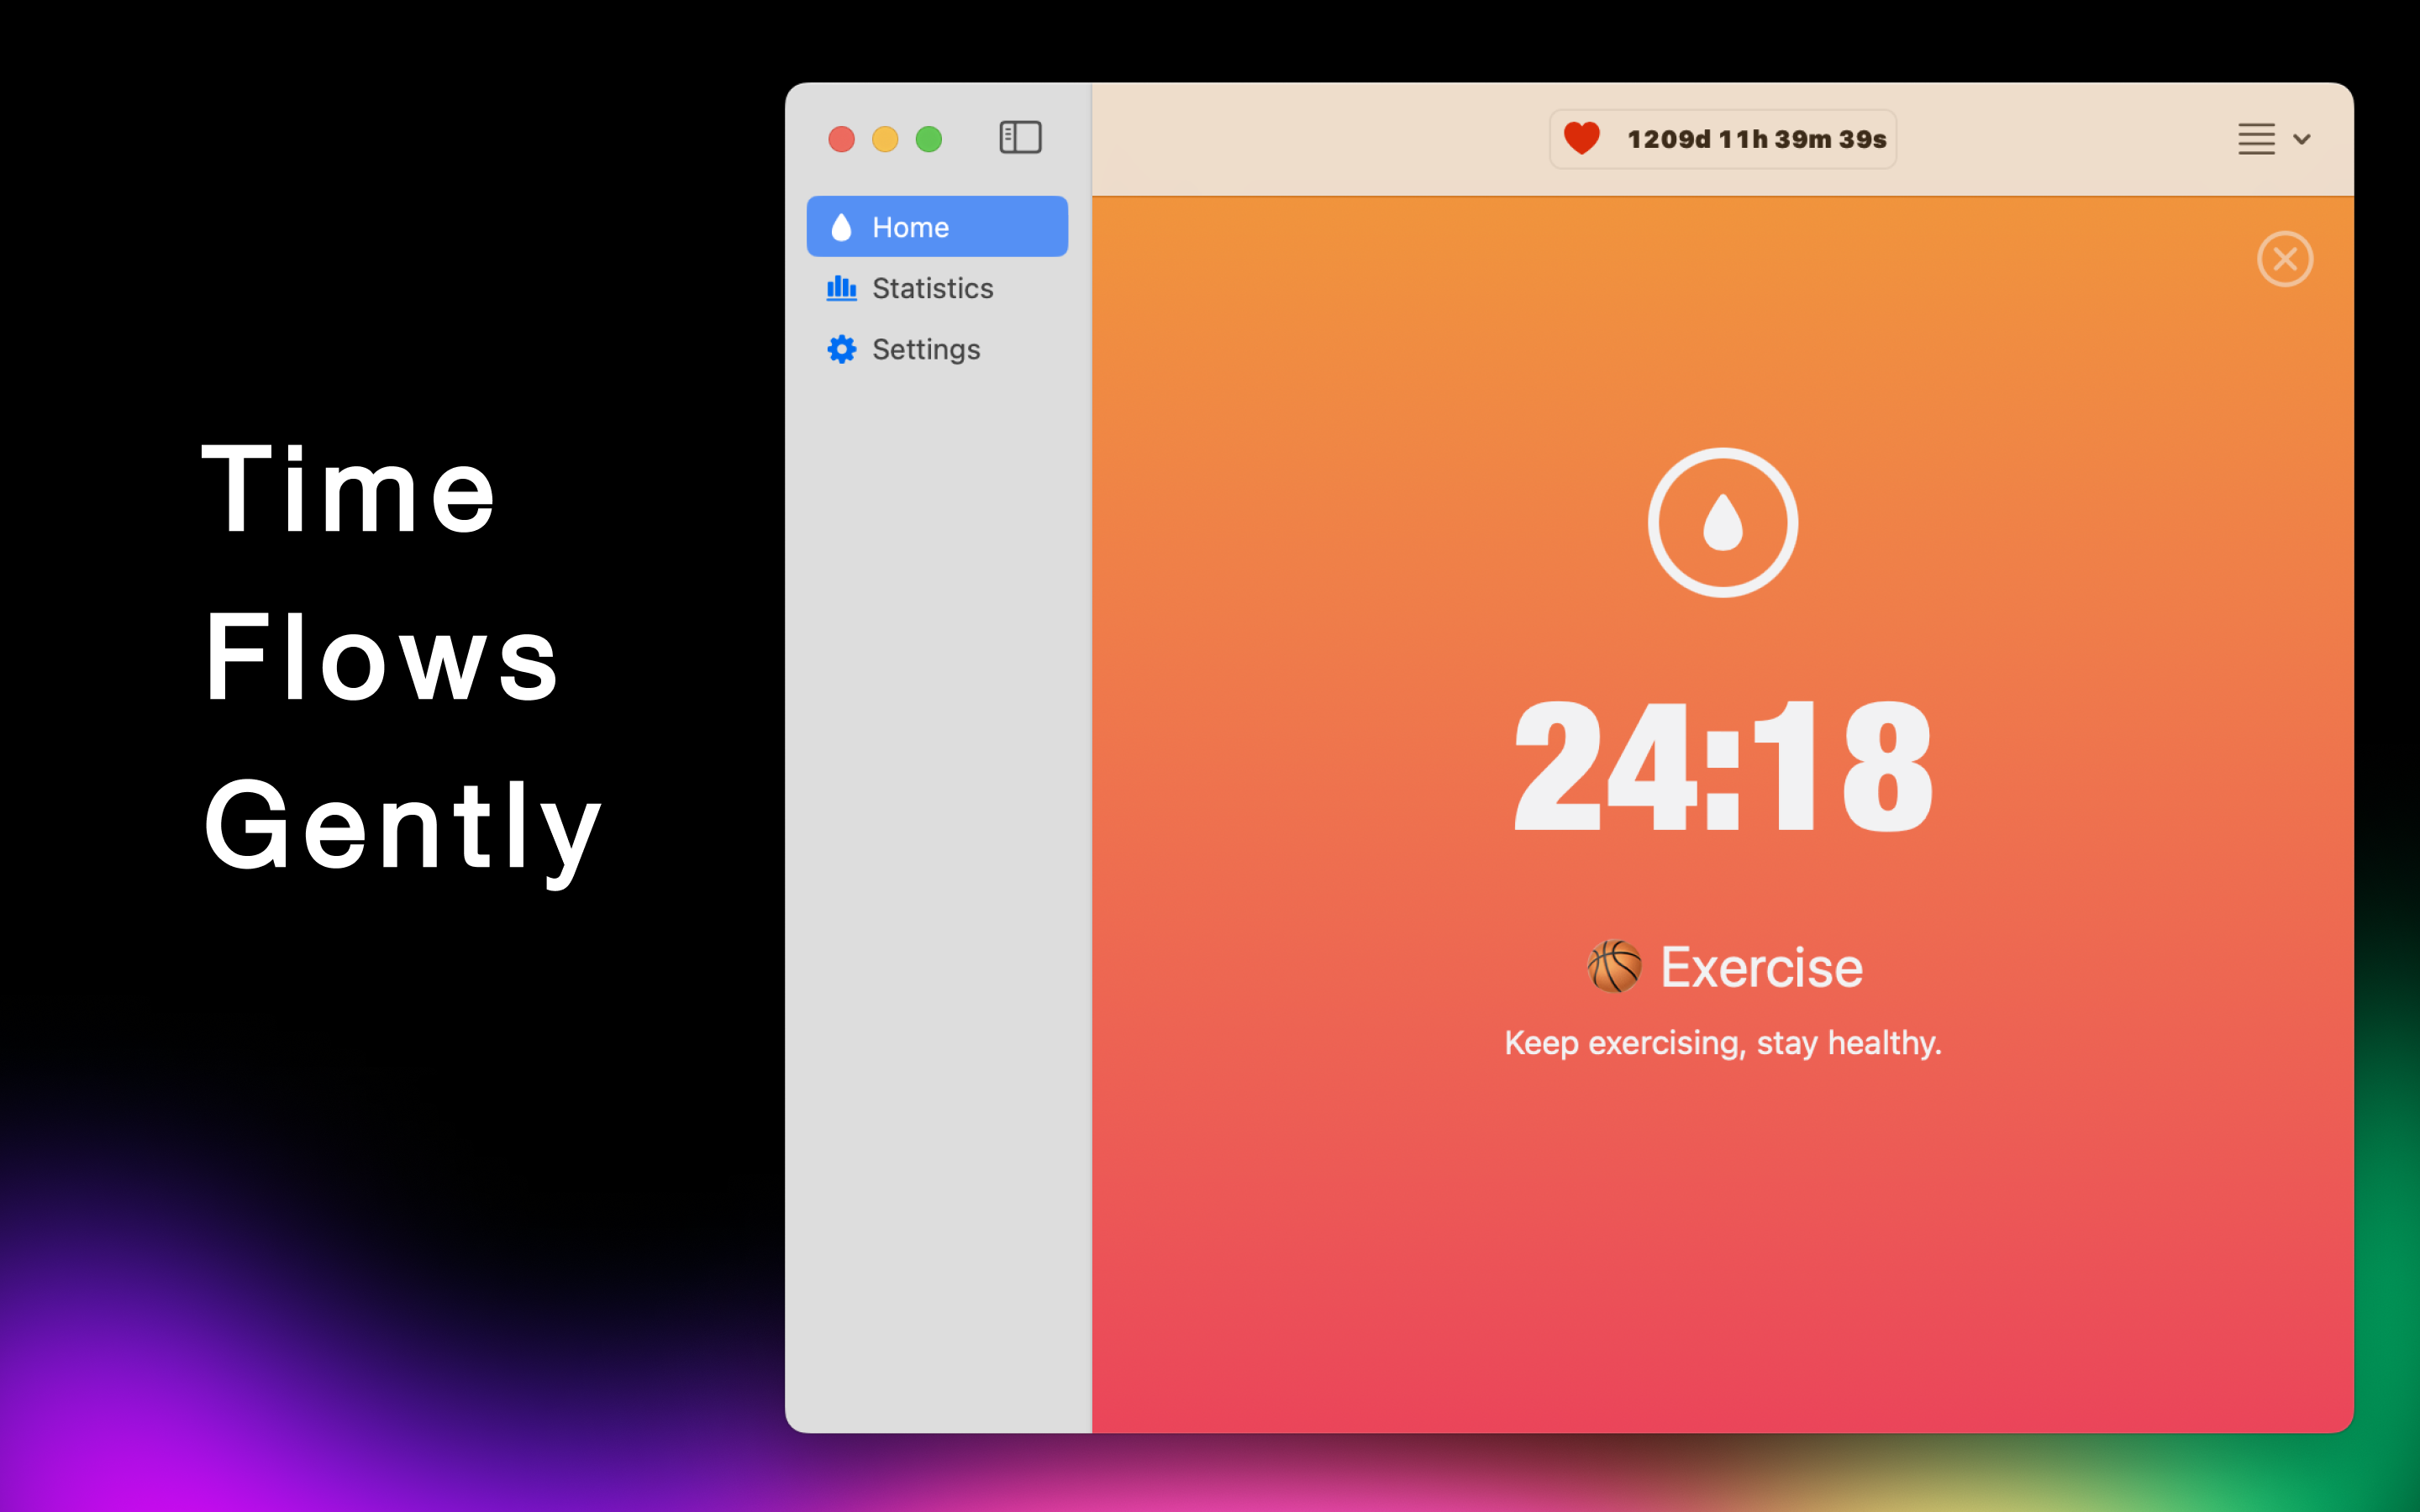 Time
Flows
Gently
1209d 11h 39m 39s
Home
Statistics
Settings
24:18
Exercise
Keep exercising, stay healthy.